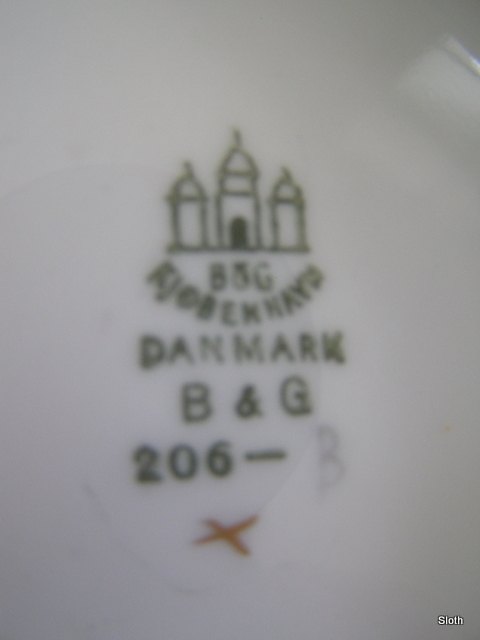 B&G
KJØBENHAVN
DANMARK
B & G
206— B
Sloth